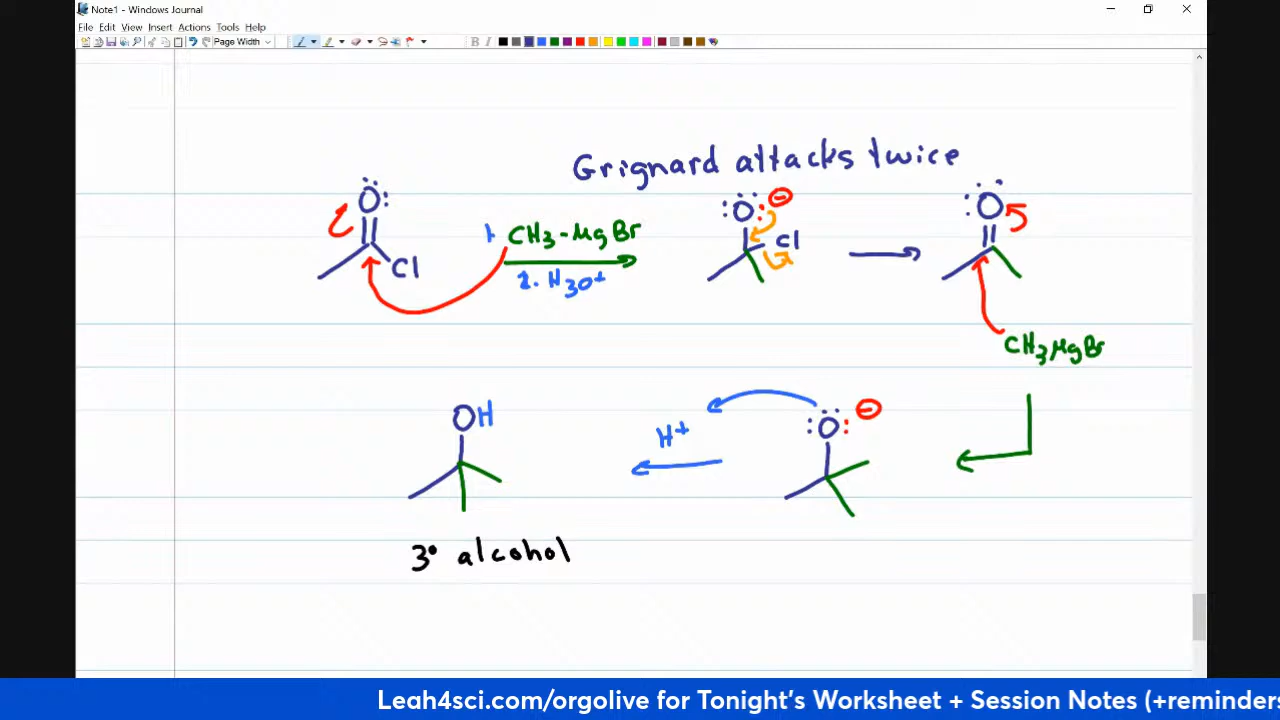 Note1 - Windows Journal
File Edit View Insert Actions Tools Help
Page Width
B I
Grignard attacks twice
:O:
Cl
CH3-MgBr
2. H3O+
:O: ⊖
Cl
:O
CH3MgBr
OH
H+
:O: ⊖
3° alcohol
Leah4sci.com/orgolive for Tonight's Worksheet + Session Notes (+reminders